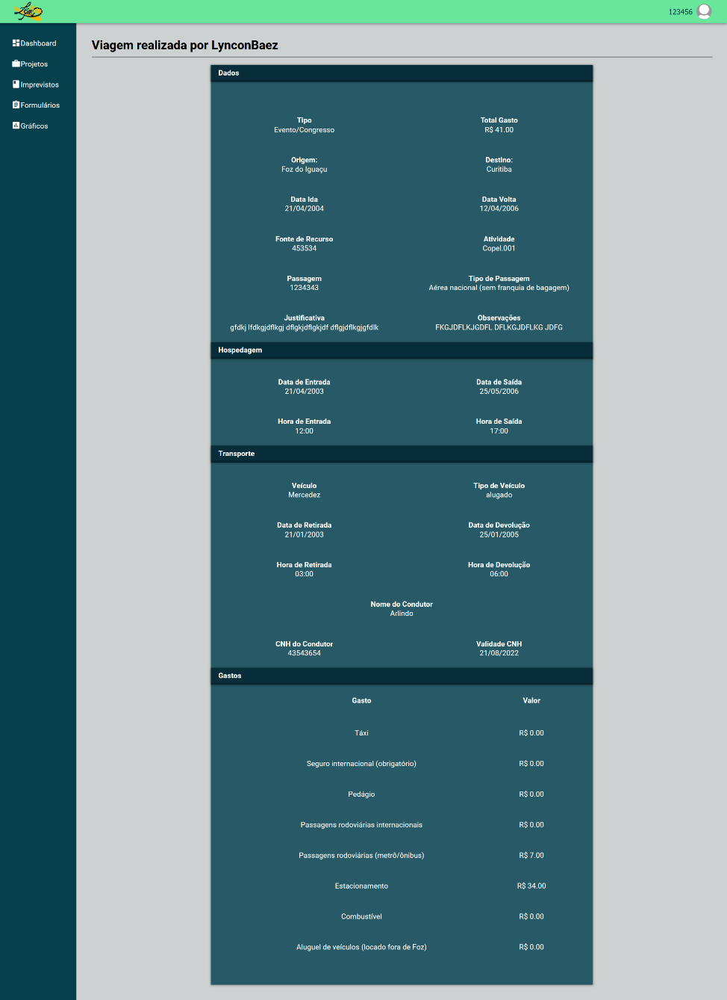 Lym
123456
Dashboard
Projetos
Imprevistos
Formulários
Gráficos
Viagem realizada por LynconBaez
Dados
Tipo Total Gasto
Evento/Congresso R$ 41.00
Origem: Destino:
Foz do Iguaçu Curitiba
Data Ida Data Volta
21/04/2004 12/04/2006
Fonte de Recurso Atividade
453534 Copel.001
Passagem Tipo de Passagem
1234343 Aérea nacional (sem franquia de bagagem)
Justificativa Observações
gfdkj lfdkgjdflkgj dflgkjdflgkjdf dflgjdflkgjgfdlk FKGJDFLKJGDFL DFLKGJDFLKG JDFG
Hospedagem
Data de Entrada Data de Saída
21/04/2003 25/05/2006
Hora de Entrada Hora de Saída
12:00 17:00
Transporte
Veículo Tipo de Veículo
Mercedez alugado
Data de Retirada Data de Devolução
21/01/2003 25/01/2005
Hora de Retirada Hora de Devolução
03:00 06:00
Nome do Condutor
Arlindo
CNH do Condutor Validade CNH
43543654 21/08/2022
Gastos
Gasto Valor
Táxi R$ 0.00
Seguro internacional (obrigatório) R$ 0.00
Pedágio R$ 0.00
Passagens rodoviárias internacionais R$ 0.00
Passagens rodoviárias (metrô/ônibus) R$ 7.00
Estacionamento R$ 34.00
Combustível R$ 0.00
Aluguel de veículos (locado fora de Foz) R$ 0.00